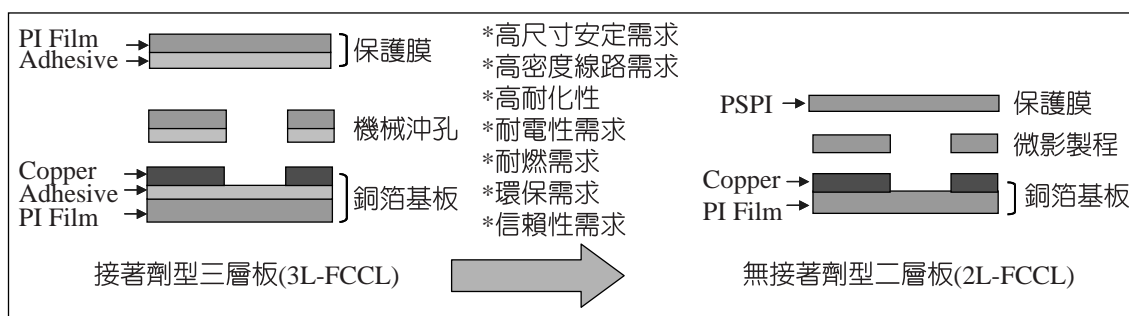 PI Film
Adhesive
保護膜
機械沖孔
Copper
Adhesive
PI Film
銅箔基板
接著劑型三層板(3L-FCCL)
*高尺寸安定需求
*高密度線路需求
*高耐化性
*耐電性需求
*耐燃需求
*環保需求
*信賴性需求
PSPI
保護膜
微影製程
Copper
PI Film
銅箔基板
無接著劑型二層板(2L-FCCL)